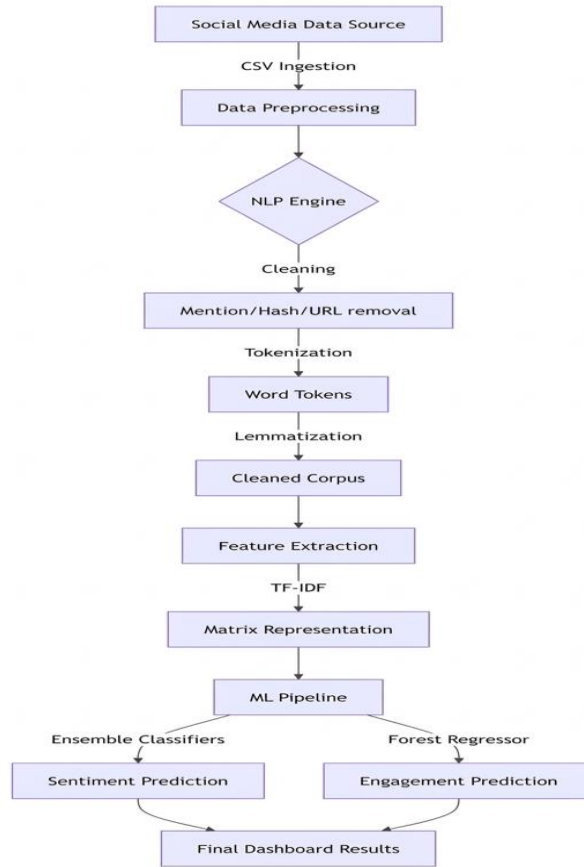 Social Media Data Source
CSV Ingestion
Data Preprocessing
NLP Engine
Cleaning
Mention/Hash/URL removal
Tokenization
Word Tokens
Lemmatization
Cleaned Corpus
Feature Extraction
TF-IDF
Matrix Representation
ML Pipeline
Ensemble Classifiers
Forest Regressor
Sentiment Prediction
Engagement Prediction
Final Dashboard Results